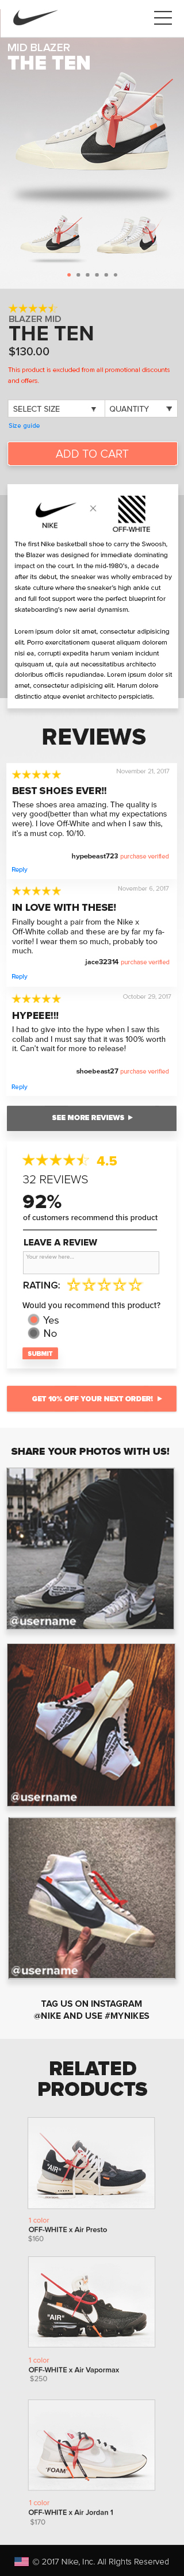 MID BLAZER
THE TEN
BLAZER MID
THE TEN
$130.00
This product is excluded from all promotional discounts
and offers.
SELECT SIZE
QUANTITY
Size guide
ADD TO CART
NIKE
OFF-WHITE
The first Nike basketball shoe to carry the Swoosh,
the Blazer was designed for immediate dominating
impact on the court. In the mid-1980's, a decade
after its debut, the sneaker was wholly embraced by
skate culture where the sneaker's high ankle cut
and full foot support were the perfect blueprint for
skateboarding's new aerial dynamism.
Lorem ipsum dolor sit amet, consectetur adipisicing
elit. Porro exercitationem quaerat eligendi dolorem
nisi ea, corrupti expedita harum veniam incidunt
quisquam ut, quia aut necessitatibus architecto
doloribus officiis repudiandae. Lorem ipsum dolor sit
amet, consectetur adipisicing elit. Harum dolore
distinctio atque eveniet architecto perspiciatis.
REVIEWS
November 21, 2017
BEST SHOES EVER!!
These shoes area amazing. The quality is
very good(better than what my expectations
were). I love Off-White and when I saw this,
it's a must cop. 10/10.
hypebeast723 purchase verified
Reply
November 6, 2017
IN LOVE WITH THESE!
Finally bought a pair from the Nike x
Off-White collab and these are by far my fa-
vorite! I wear them so much, probably too
much.
jace32314 purchase verified
Reply
October 29, 2017
HYPEEE!!!
I had to give into the hype when I saw this
collab and I must say that it was 100% worth
it. Can't wait for more to release!
shoebeast27 purchase verified
Reply
SEE MORE REVIEWS
4.5
32 REVIEWS
92%
of customers recommend this product
LEAVE A REVIEW
Your review here...
RATING:
Would you recommend this product?
Yes
No
SUBMIT
GET 10% OFF YOUR NEXT ORDER!
SHARE YOUR PHOTOS WITH US!
@username
@username
@username
TAG US ON INSTAGRAM
@NIKE AND USE #MYNIKES
RELATED
PRODUCTS
"AIR"
1 color
OFF-WHITE x Air Presto
$160
"AIR"
1 color
OFF-WHITE x Air Vapormax
$250
"FOAM"
1 color
OFF-WHITE x Air Jordan 1
$170
© 2017 Nike, Inc. All Rights Reserved